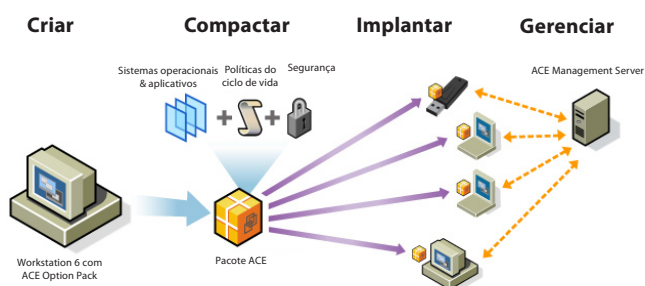 Criar
Compactar
Implantar
Gerenciar
Sistemas operacionais
& aplicativos
Políticas do
ciclo de vida
Segurança
ACE Management Server
Workstation 6 com
ACE Option Pack
Pacote ACE